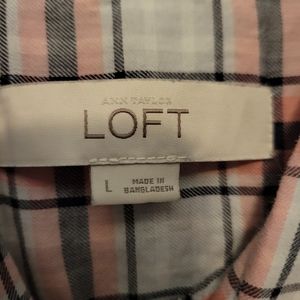 ANN TAYLOR
LOFT
L
MADE IN
BANGLADESH